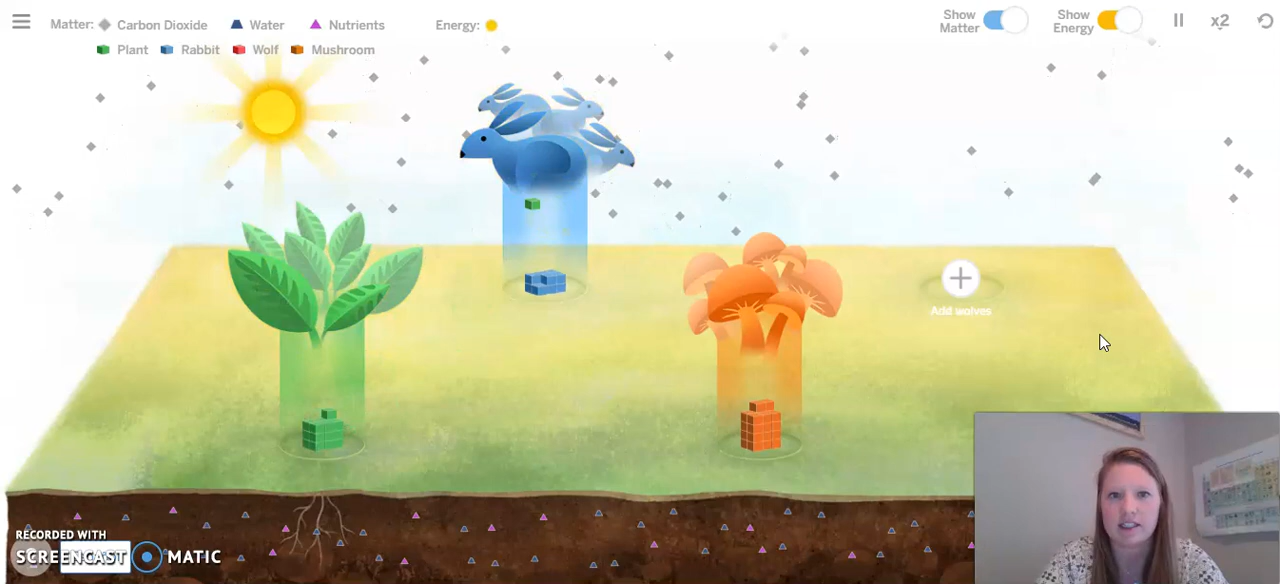 Matter: Carbon Dioxide Water Nutrients Energy:
Plant Rabbit Wolf Mushroom
Show Matter
Show Energy
x2
Add wolves
RECORDED WITH
SCREENCAST MATIC